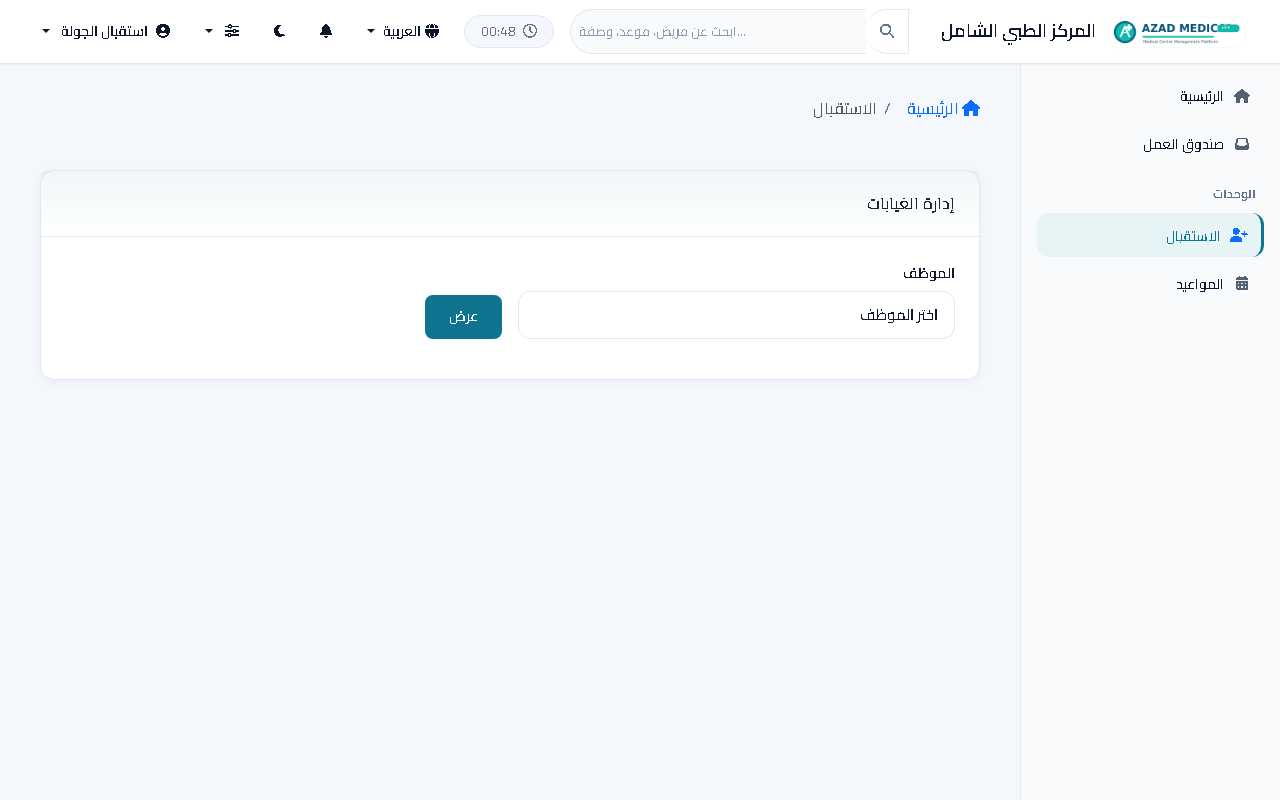 AZAD MEDIC
Medical Centre Management Platform
المركز الطبي الشامل
ابحث عن مريض، موعد، وصفة...
00:48
العربية
استقبال الجولة
الرئيسية
صندوق العمل
الوحدات
الاستقبال
المواعيد
الرئيسية / الاستقبال
إدارة الغيابات
الموظف
اختر الموظف
عرض